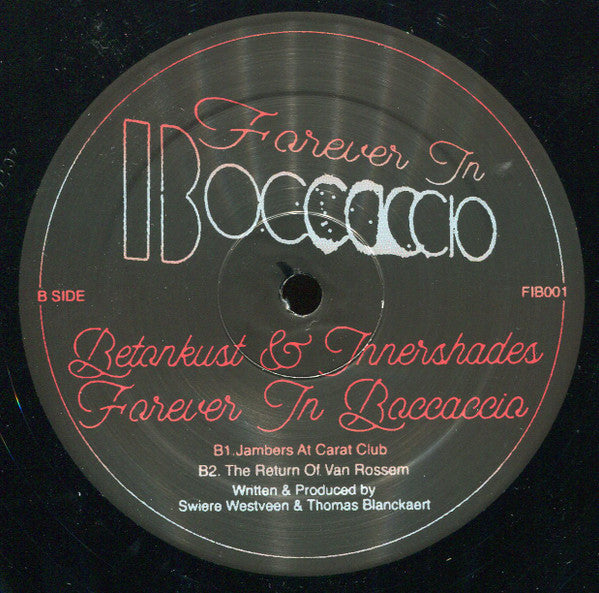 Forever In
Boccaccio
B SIDE
FIB001
Betonkust & Innershades
Forever In Boccaccio
B1.Jambers At Carat Club
B2. The Return Of Van Rossem
Written & Produced by
Swiere Westveen & Thomas Blanckaert